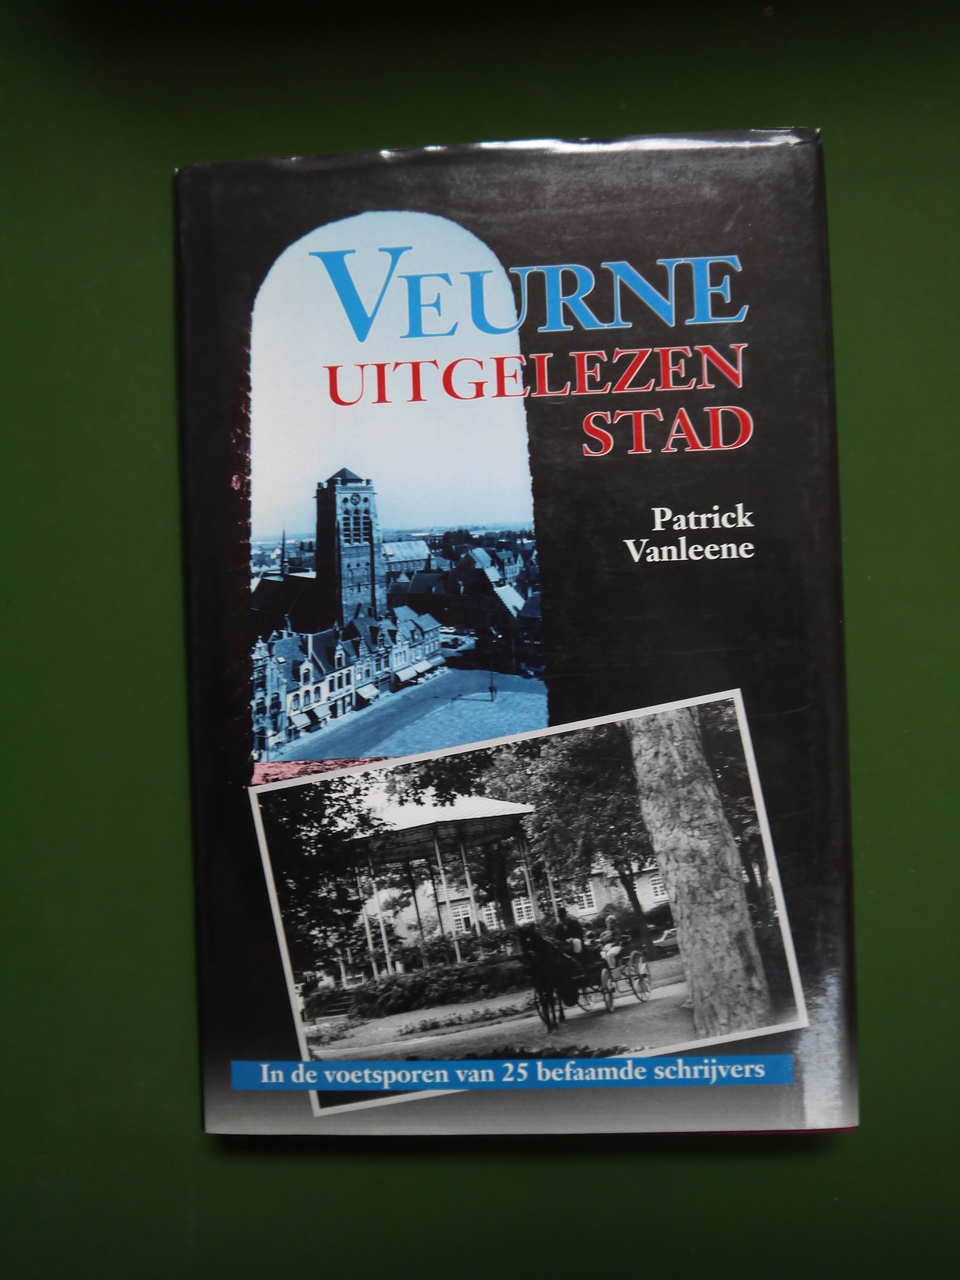 VEURNE
UITGELEZEN
STAD
Patrick
Vanleene
In de voetsporen van 25 befaamde schrijvers